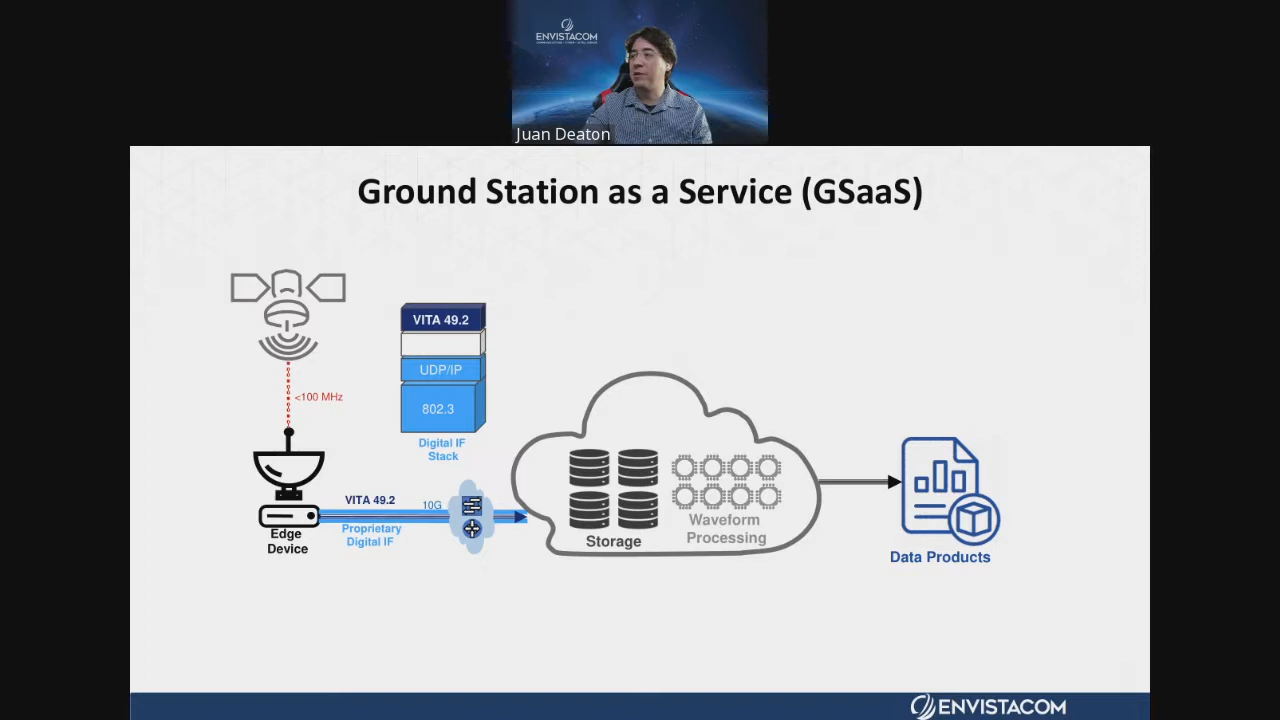 ENVISTACOM
Juan Deaton
Ground Station as a Service (GSaaS)
VITA 49.2
UDP/IP
802.3
Digital IF
Stack
<100 MHz
VITA 49.2
10G
Proprietary
Digital IF
Edge
Device
Storage
Waveform
Processing
Data Products
ENVISTACOM